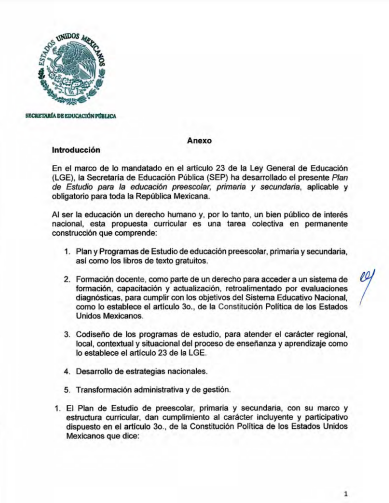 ESTADOS UNIDOS MEXICANOS
SECRETARÍA DE EDUCACIÓN PÚBLICA
Anexo
Introducción
En el marco de lo mandatado en el artículo 23 de la Ley General de Educación
(LGE), la Secretaria de Educación Pública (SEP) ha desarrollado el presente Plan
de Estudio para la educación preescolar, primaria y secundaria, aplicable y
obligatorio para toda la República Mexicana.
Al ser la educación un derecho humano y, por lo tanto, un bien público de interés
nacional, esta propuesta curricular es una tarea colectiva en permanente
construcción que comprende:
1. Plan y Programas de Estudio de educación preescolar, primaria y secundaria,
así como los libros de texto gratuitos.
2. Formación docente, como parte de un derecho para acceder a un sistema de
formación, capacitación y actualización, retroalimentado por evaluaciones
diagnósticas, para cumplir con los objetivos del Sistema Educativo Nacional,
como lo establece el artículo 3o., de la Constitución Política de los Estados
Unidos Mexicanos.
3. Codiseño de los programas de estudio, para atender el carácter regional,
local, contextual y situacional del proceso de enseñanza y aprendizaje como
lo establece el artículo 23 de la LGE.
4. Desarrollo de estrategias nacionales.
5. Transformación administrativa y de gestión.
1. El Plan de Estudio de preescolar, primaria y secundaria, con su marco y
estructura curricular, dan cumplimiento al carácter incluyente y participativo
dispuesto en el artículo 3o., de la Constitución Política de los Estados Unidos
Mexicanos que dice:
1